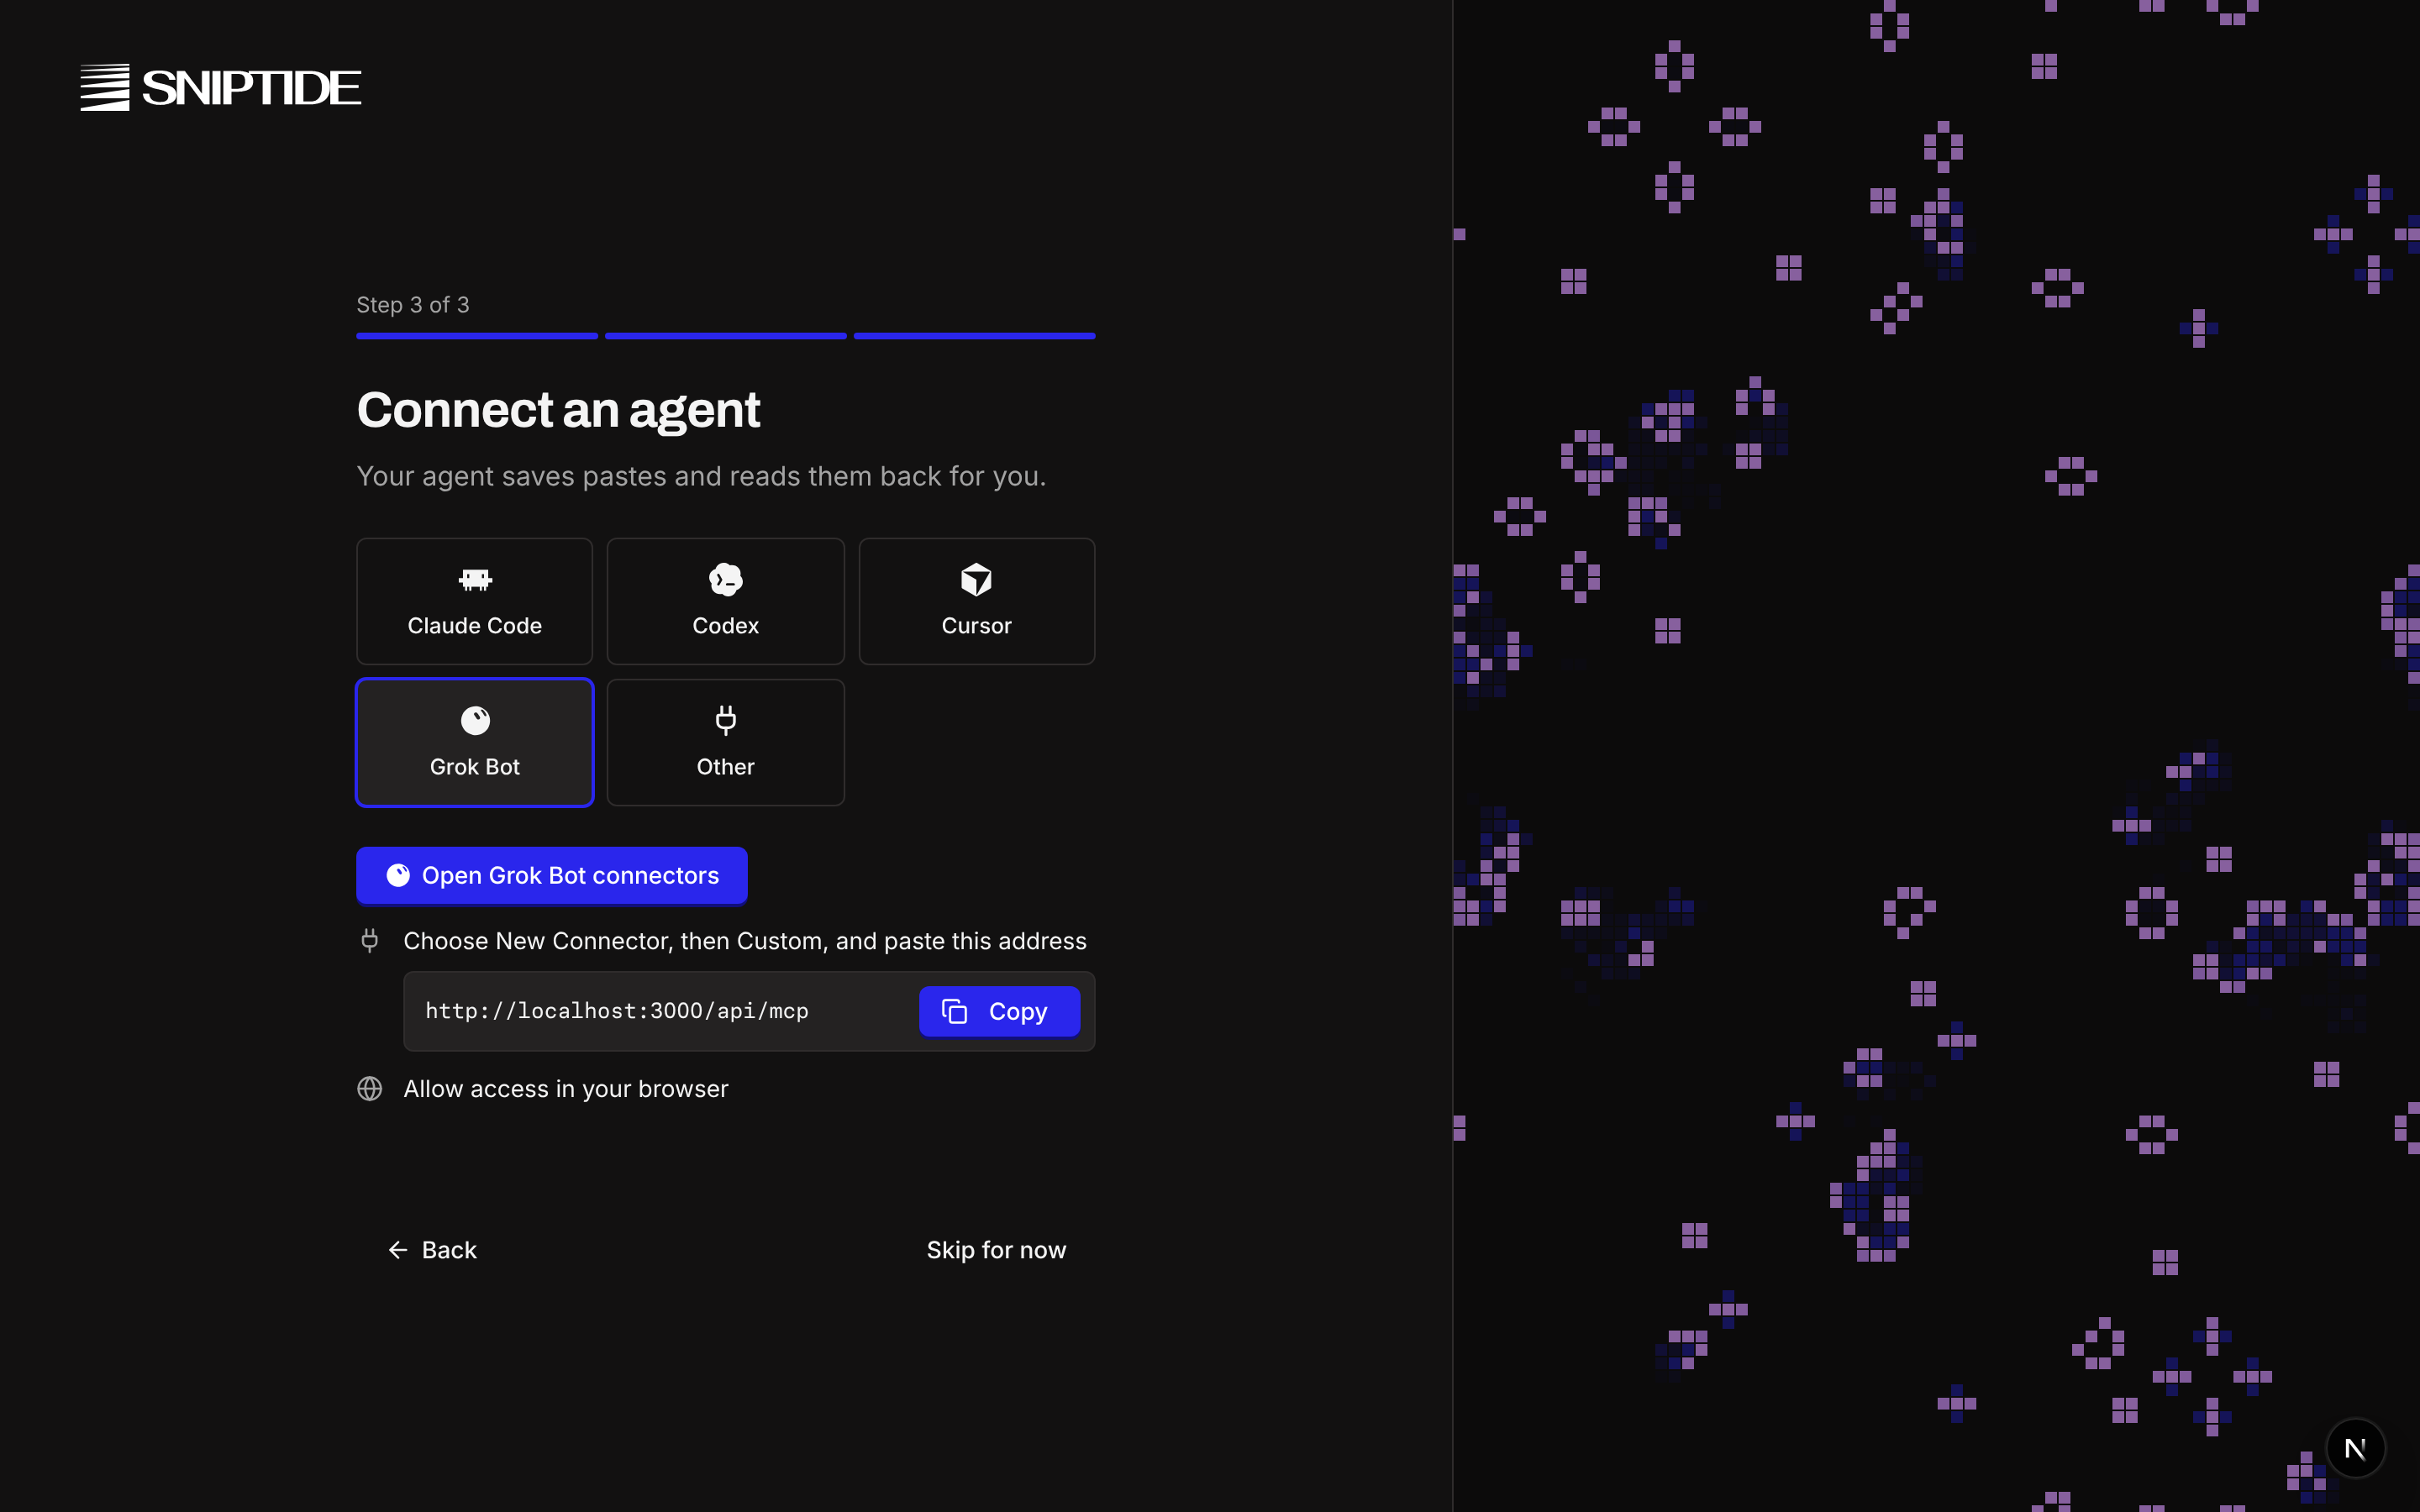 SNIPTIDE
Step 3 of 3
Connect an agent
Your agent saves pastes and reads them back for you.
Claude Code
Codex
Cursor
Grok Bot
Other
Open Grok Bot connectors
Choose New Connector, then Custom, and paste this address
http://localhost:3000/api/mcp
Copy
Allow access in your browser
Back
Skip for now
N